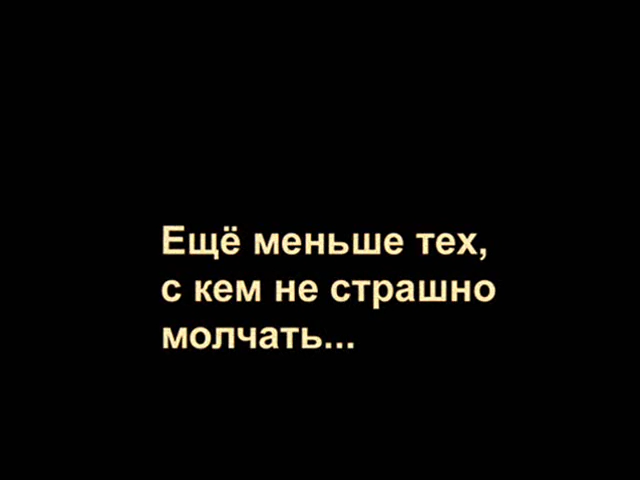 Ещё меньше тех,
с кем не страшно
молчать...